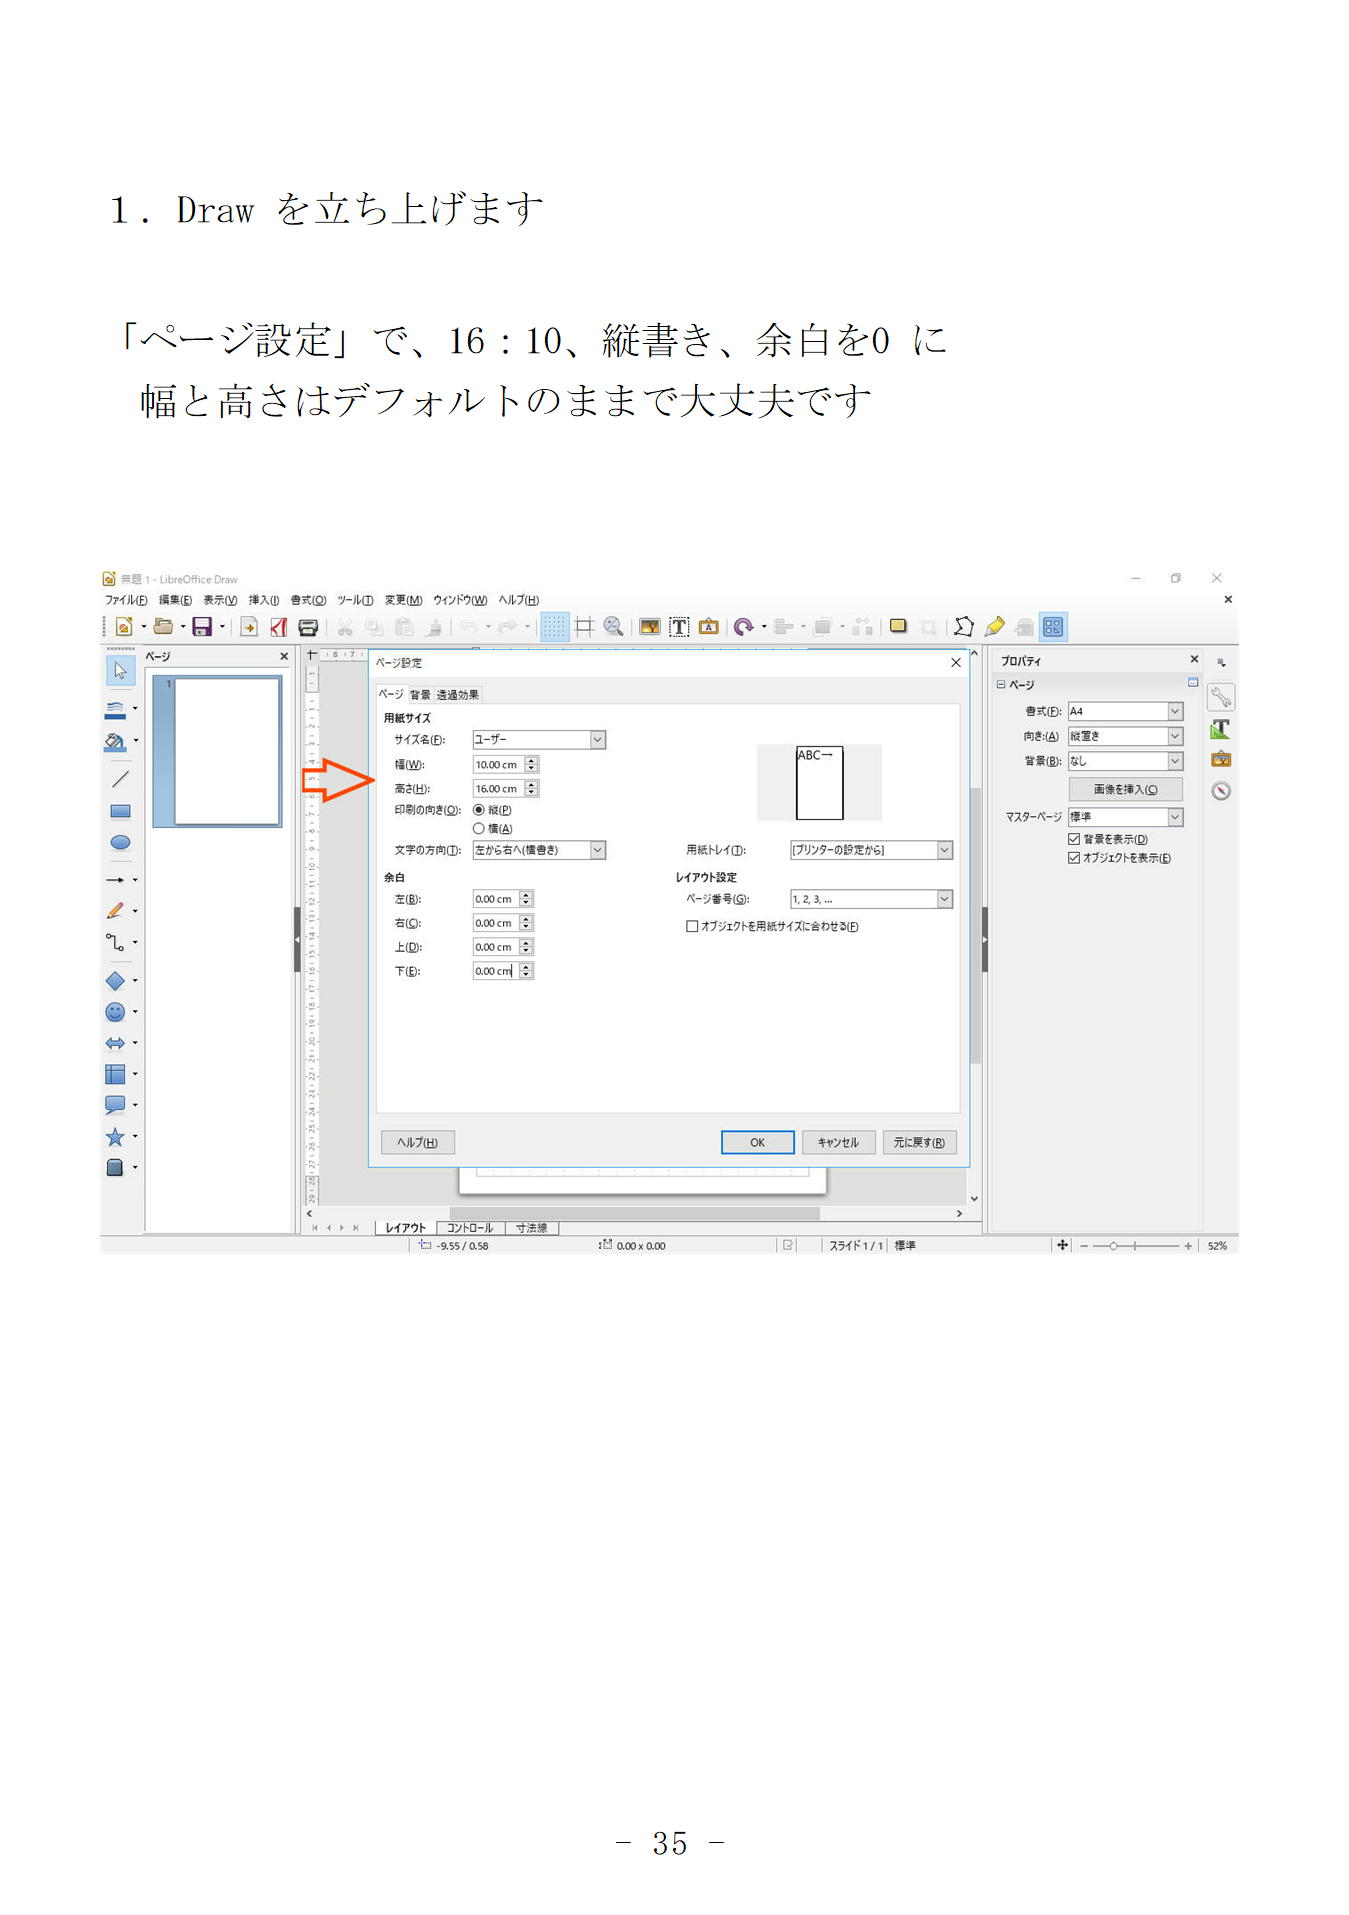 １. Draw を立ち上げます
「ページ設定」で、16：10、縦書き、余白を0 に
幅と高さはデフォルトのままで大丈夫です
無題 1 - LibreOffice Draw
ファイル(F) 編集(E) 表示(V) 挿入(I) 書式(O) ツール(T) 変更(M) ウィンドウ(W) ヘルプ(H)
ページ
1
ページ設定
ページ 背景 透過効果
用紙サイズ
サイズ名(F): ユーザー
幅(W): 10.00 cm
高さ(H): 16.00 cm
印刷の向き(O): 縦(P)
横(A)
文字の方向(T): 左から右へ(横書き)
余白
左(B): 0.00 cm
右(C): 0.00 cm
上(D): 0.00 cm
下(E): 0.00 cm
ABC→
用紙トレイ(T): [プリンターの設定から]
レイアウト設定
ページ番号(G): 1, 2, 3, ...
オブジェクトを用紙サイズに合わせる(F)
ヘルプ(H) OK キャンセル 元に戻す(R)
プロパティ
ページ
書式(F): A4
向き:(A) 縦置き
背景(B): なし
画像を挿入(C)
マスターページ 標準
背景を表示(D)
オブジェクトを表示(E)
レイアウト コントロール 寸法線
-9.55 / 0.58 0.00 x 0.00 スライド 1 / 1 標準 52%
- 35 -